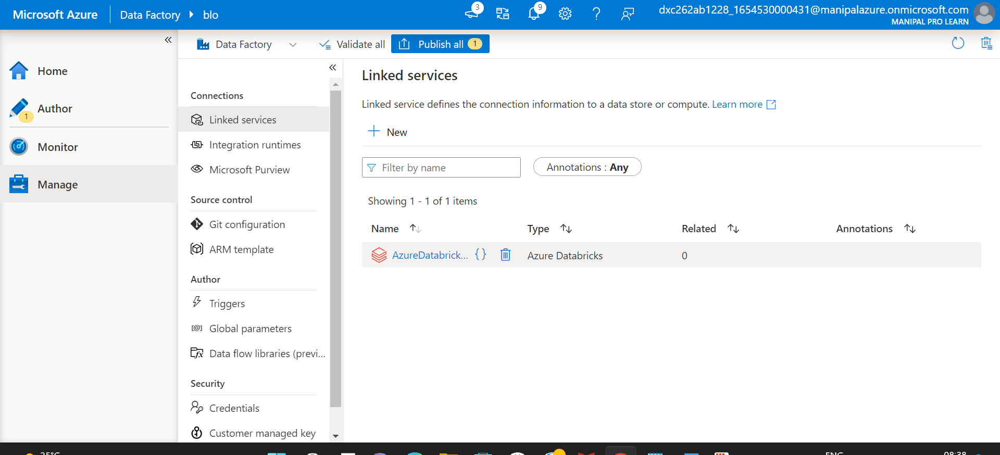 Microsoft Azure
Data Factory
blo
3
9
dxc262ab1228_1654530000431@manipalazure.onmicrosoft.com
MANIPAL PRO LEARN
Home
Author
1
Monitor
Manage
Data Factory
Validate all
Publish all
1
Connections
Linked services
Integration runtimes
Microsoft Purview
Source control
Git configuration
ARM template
Author
Triggers
Global parameters
Data flow libraries (previ...
Security
Credentials
Customer managed key
Linked services
Linked service defines the connection information to a data store or compute. Learn more
New
Filter by name
Annotations : Any
Showing 1 - 1 of 1 items
Name Type Related Annotations
AzureDatabrick... {} Azure Databricks 0
35°C
ENG
08:38